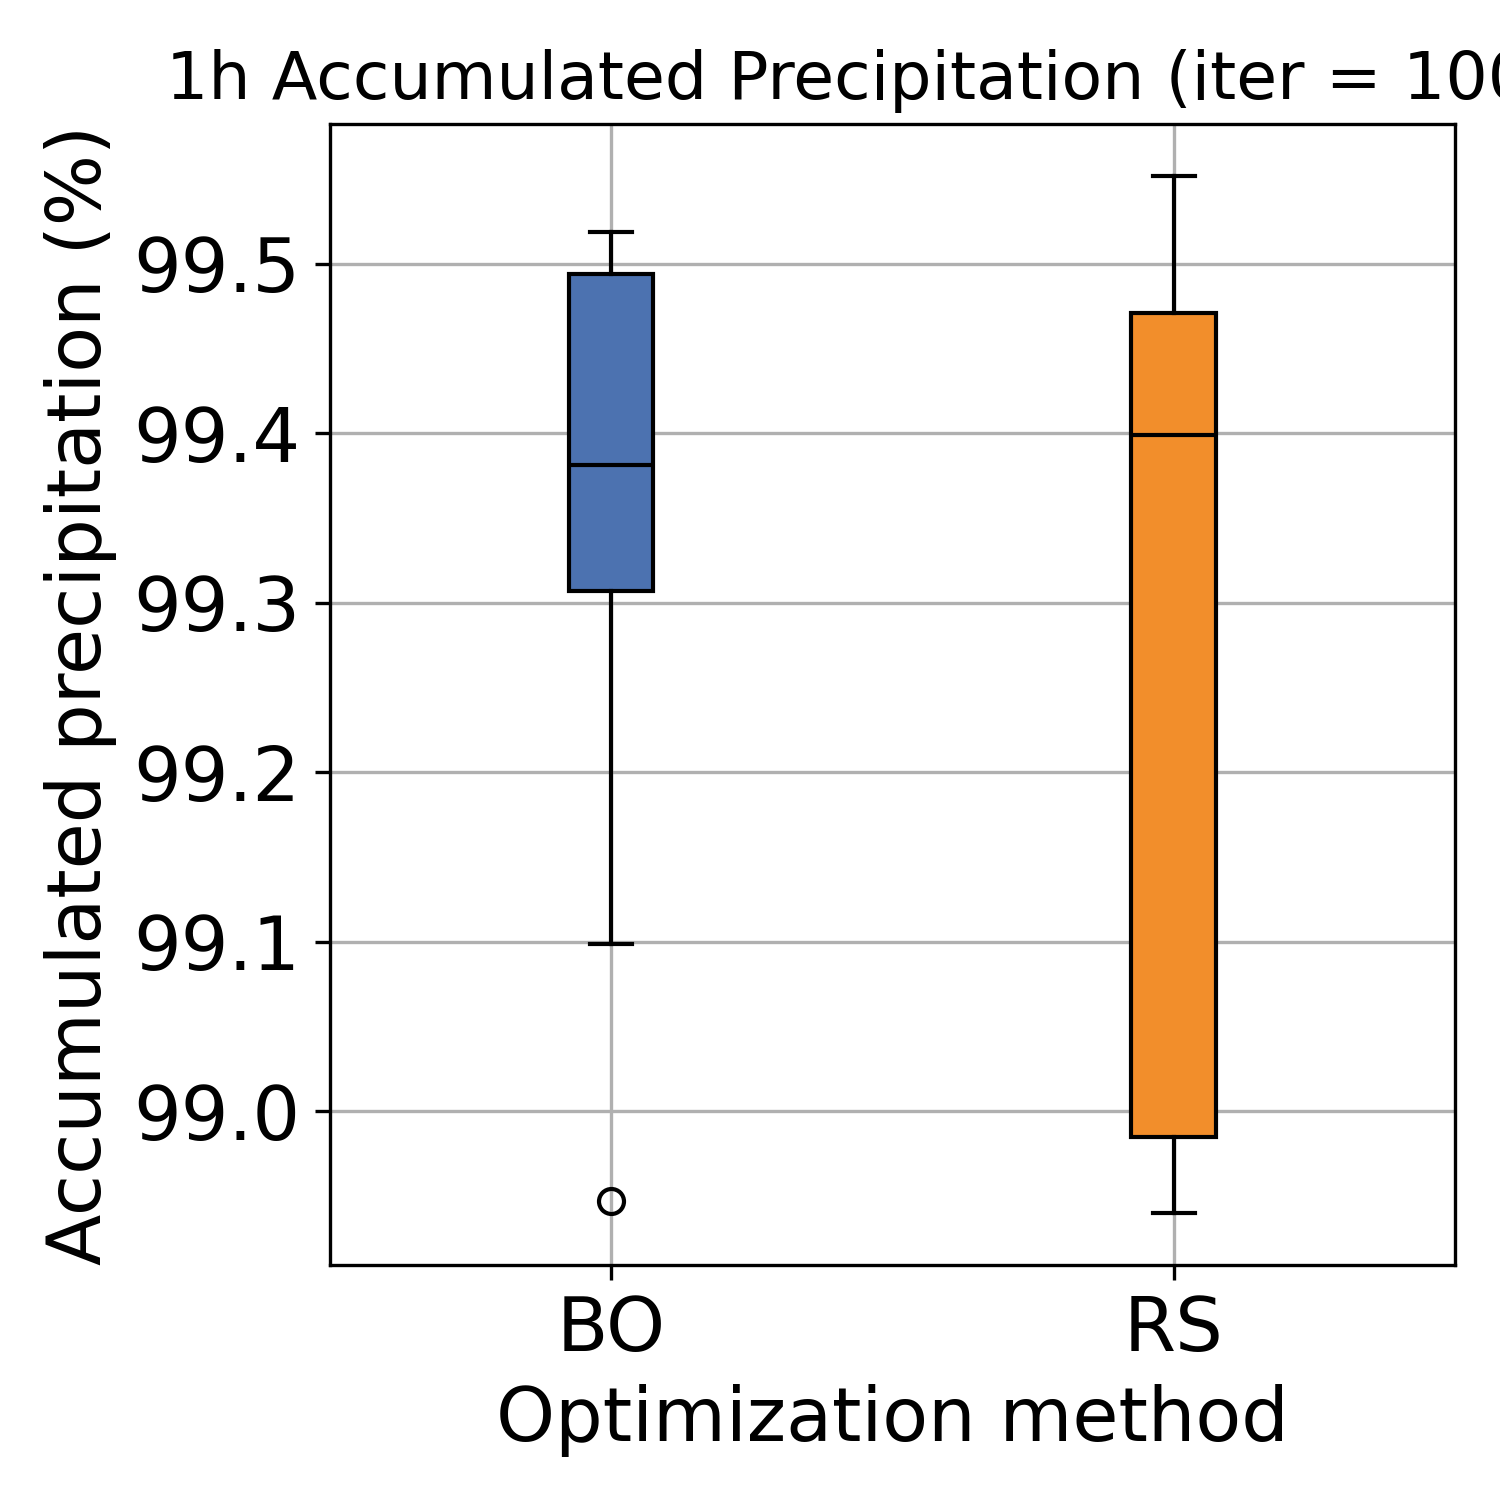 1h Accumulated Precipitation (iter = 100
Accumulated precipitation (%)
99.5
99.4
99.3
99.2
99.1
99.0
BO
RS
Optimization method